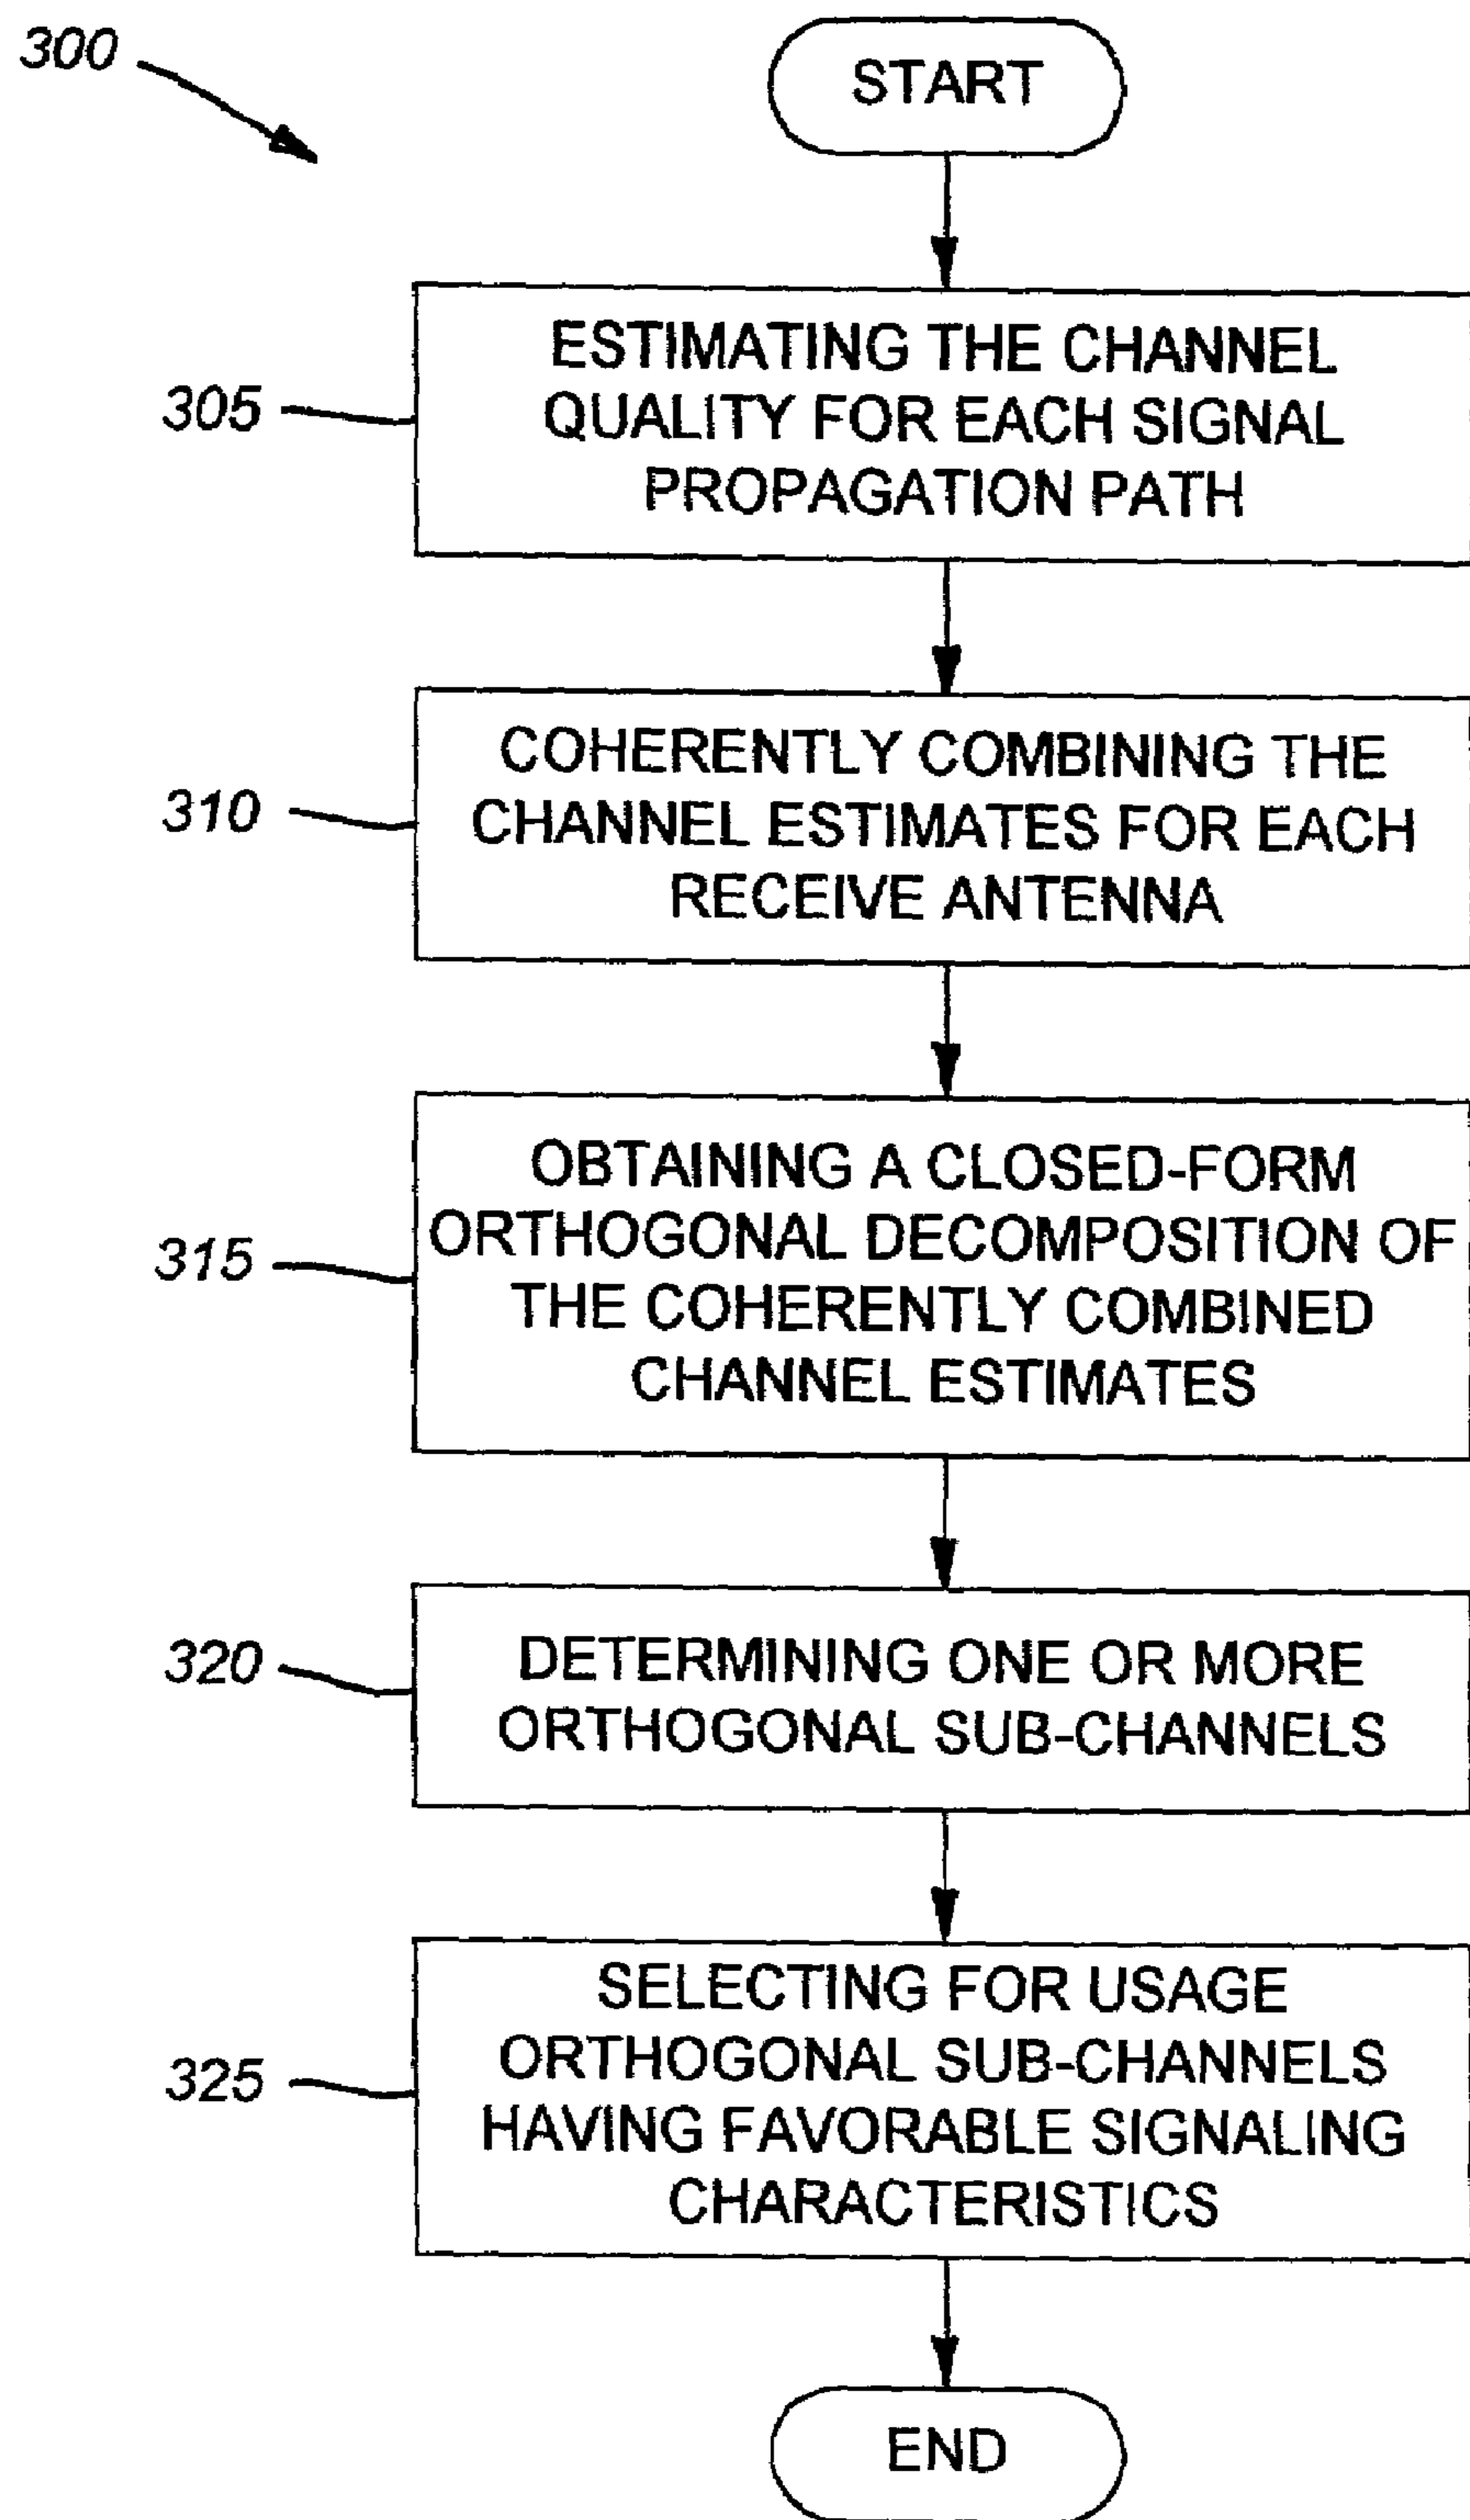 300
START
305
ESTIMATING THE CHANNEL
QUALITY FOR EACH SIGNAL
PROPAGATION PATH
310
COHERENTLY COMBINING THE
CHANNEL ESTIMATES FOR EACH
RECEIVE ANTENNA
315
OBTAINING A CLOSED-FORM
ORTHOGONAL DECOMPOSITION OF
THE COHERENTLY COMBINED
CHANNEL ESTIMATES
320
DETERMINING ONE OR MORE
ORTHOGONAL SUB-CHANNELS
325
SELECTING FOR USAGE
ORTHOGONAL SUB-CHANNELS
HAVING FAVORABLE SIGNALING
CHARACTERISTICS
END